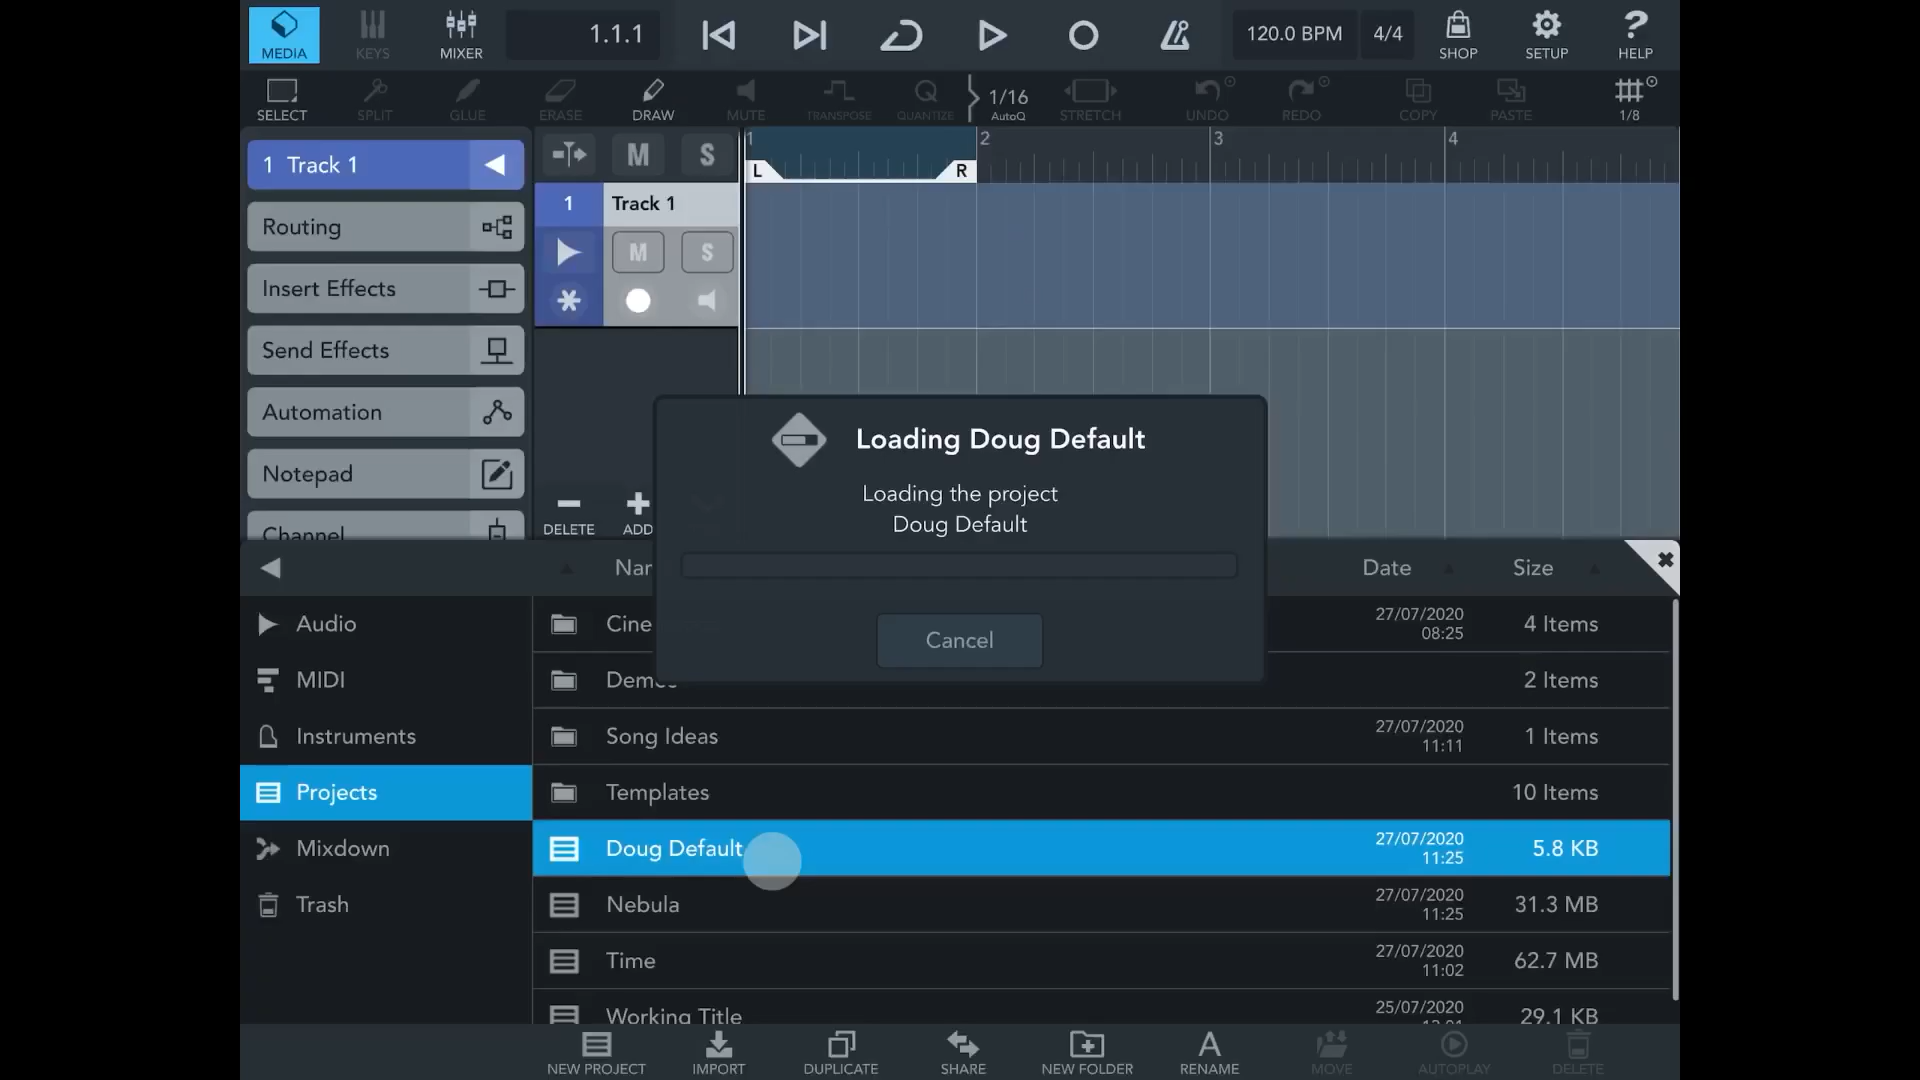 MEDIA
KEYS
MIXER
1.1.1
120.0 BPM
4/4
SHOP
SETUP
HELP
SELECT
SPLIT
GLUE
ERASE
DRAW
MUTE
TRANSPOSE
QUANTIZE
1/16
AutoQ
STRETCH
UNDO
REDO
COPY
PASTE
1/8
1 Track 1
M
S
1
2
3
4
L
R
1
Track 1
M
S
Routing
Insert Effects
Send Effects
Automation
Notepad
Channel
DELETE
ADD
Loading Doug Default
Loading the project
Doug Default
Cancel
Nar
Date
Size
Audio
MIDI
Instruments
Projects
Mixdown
Trash
Cine
27/07/2020
08:25
4 Items
Demos
2 Items
Song Ideas
27/07/2020
11:11
1 Items
Templates
10 Items
Doug Default
27/07/2020
11:25
5.8 KB
Nebula
27/07/2020
11:25
31.3 MB
Time
27/07/2020
11:02
62.7 MB
Working Title
25/07/2020
29.1 KB
NEW PROJECT
IMPORT
DUPLICATE
SHARE
NEW FOLDER
RENAME
MOVE
AUTOPLAY
DELETE